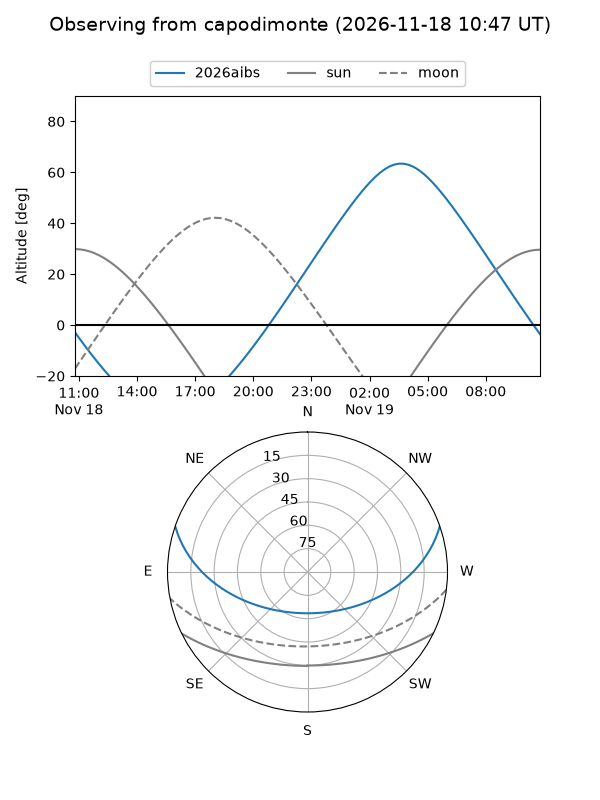 Observing from capodimonte (2026-11-18 10:47 UT)
2026aibs sun moon
Altitude [deg]
80
60
40
20
0
−20
11:00 14:00 17:00 20:00 23:00 02:00 05:00 08:00
Nov 18 Nov 19
N
NE NW
15
30
45
60
75
E W
SE SW
S